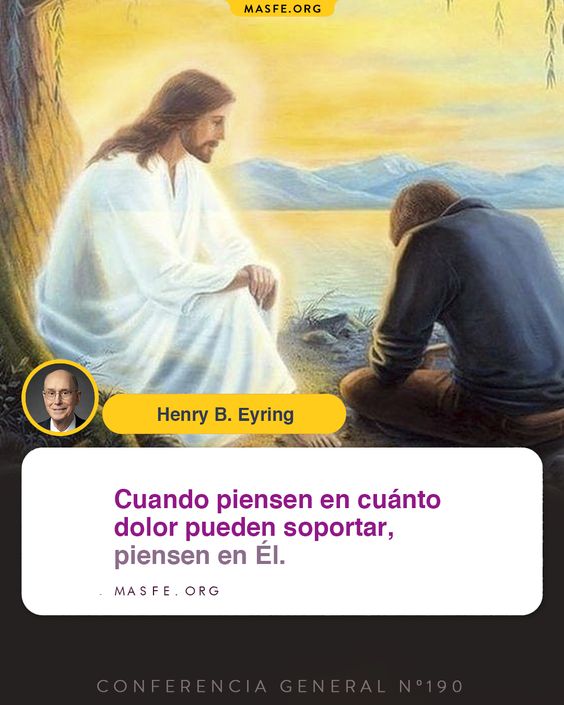 MASFE.ORG
Henry B. Eyring
Cuando piensen en cuánto
dolor pueden soportar,
piensen en Él.
. MASFE.ORG
CONFERENCIA GENERAL Nº190